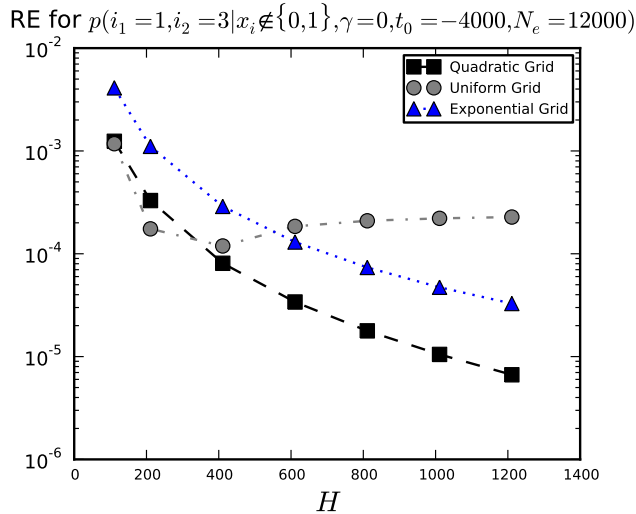 RE for p(i₁ =1,i₂ =3|xᵢ∉{0,1},γ=0,t₀ =−4000,Nₑ =12000)
Quadratic Grid
Uniform Grid
Exponential Grid
10⁻²
10⁻³
10⁻⁴
10⁻⁵
10⁻⁶
0 200 400 600 800 1000 1200 1400
H